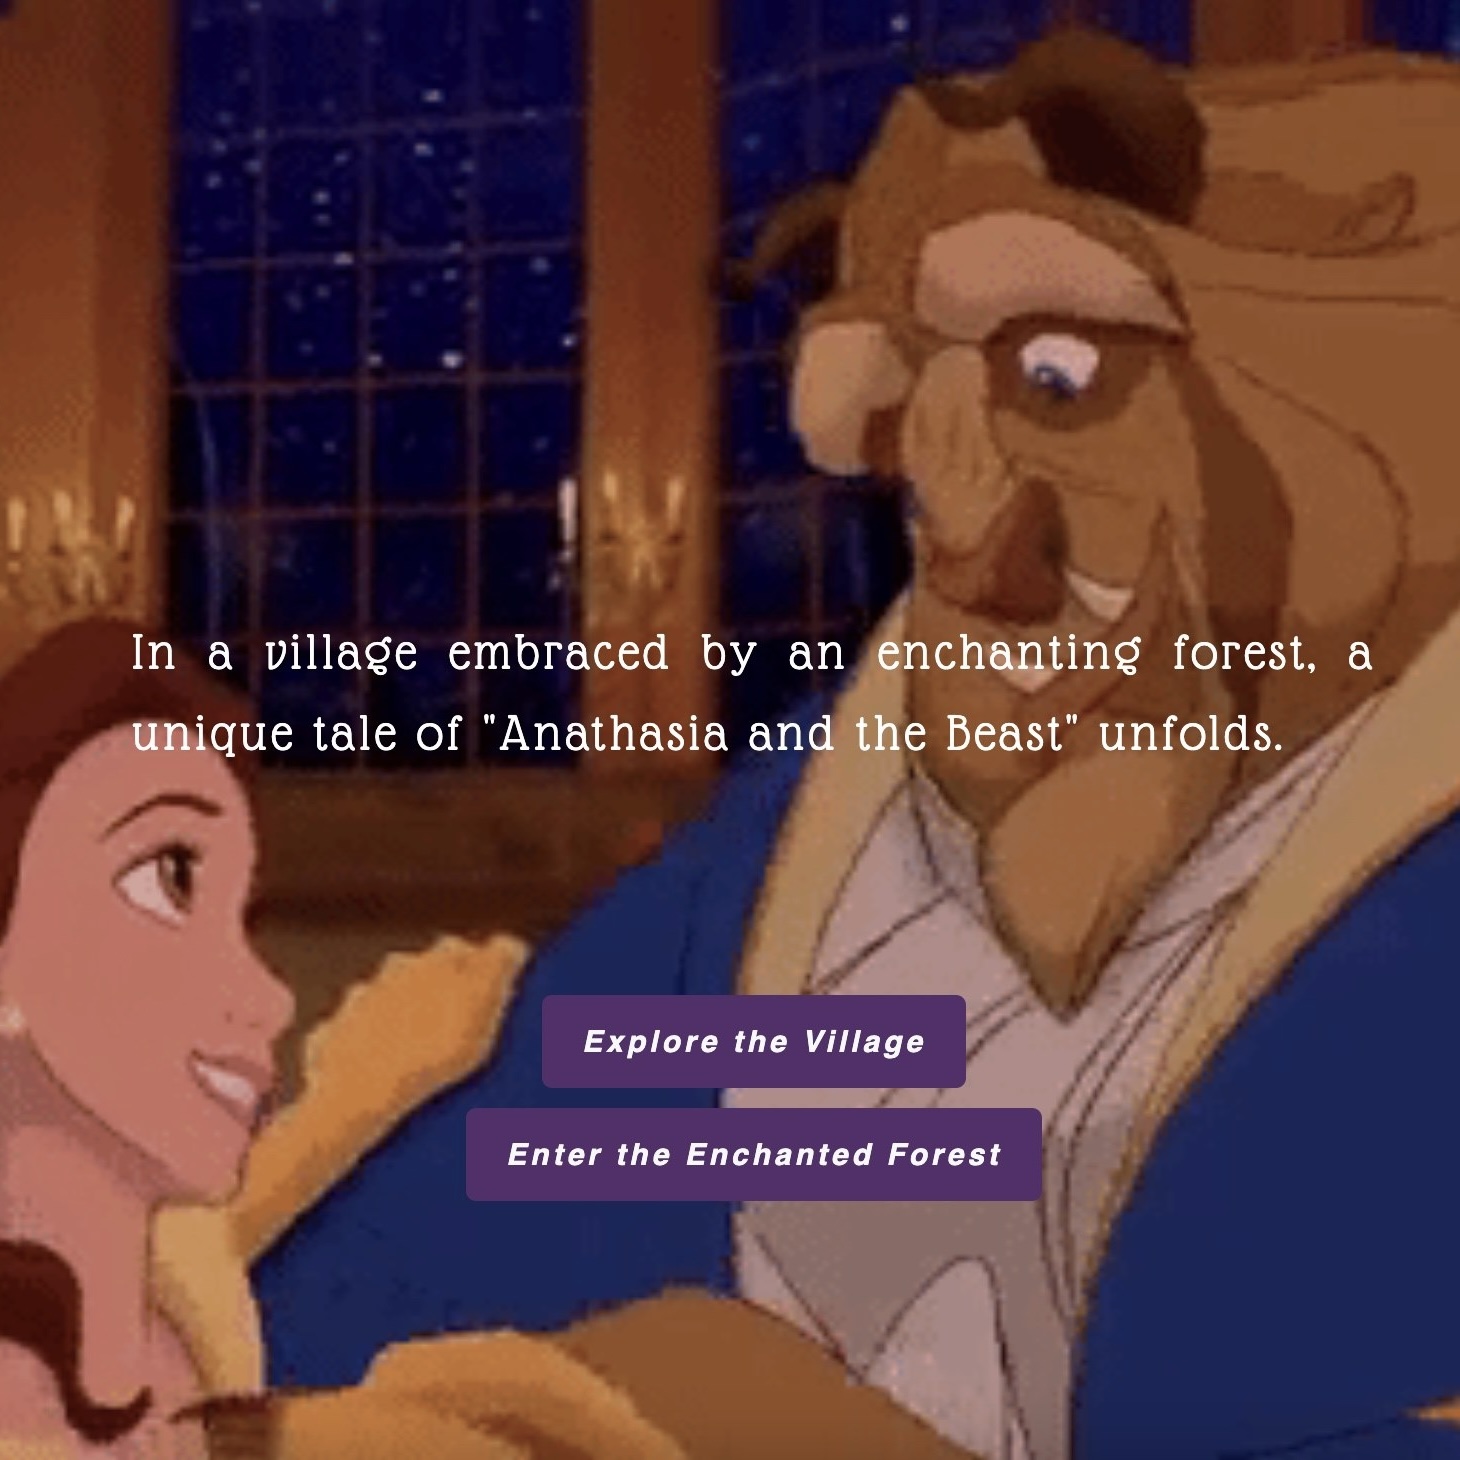 In a village embraced by an enchanting forest, a
unique tale of "Anathasia and the Beast" unfolds.
Explore the Village
Enter the Enchanted Forest